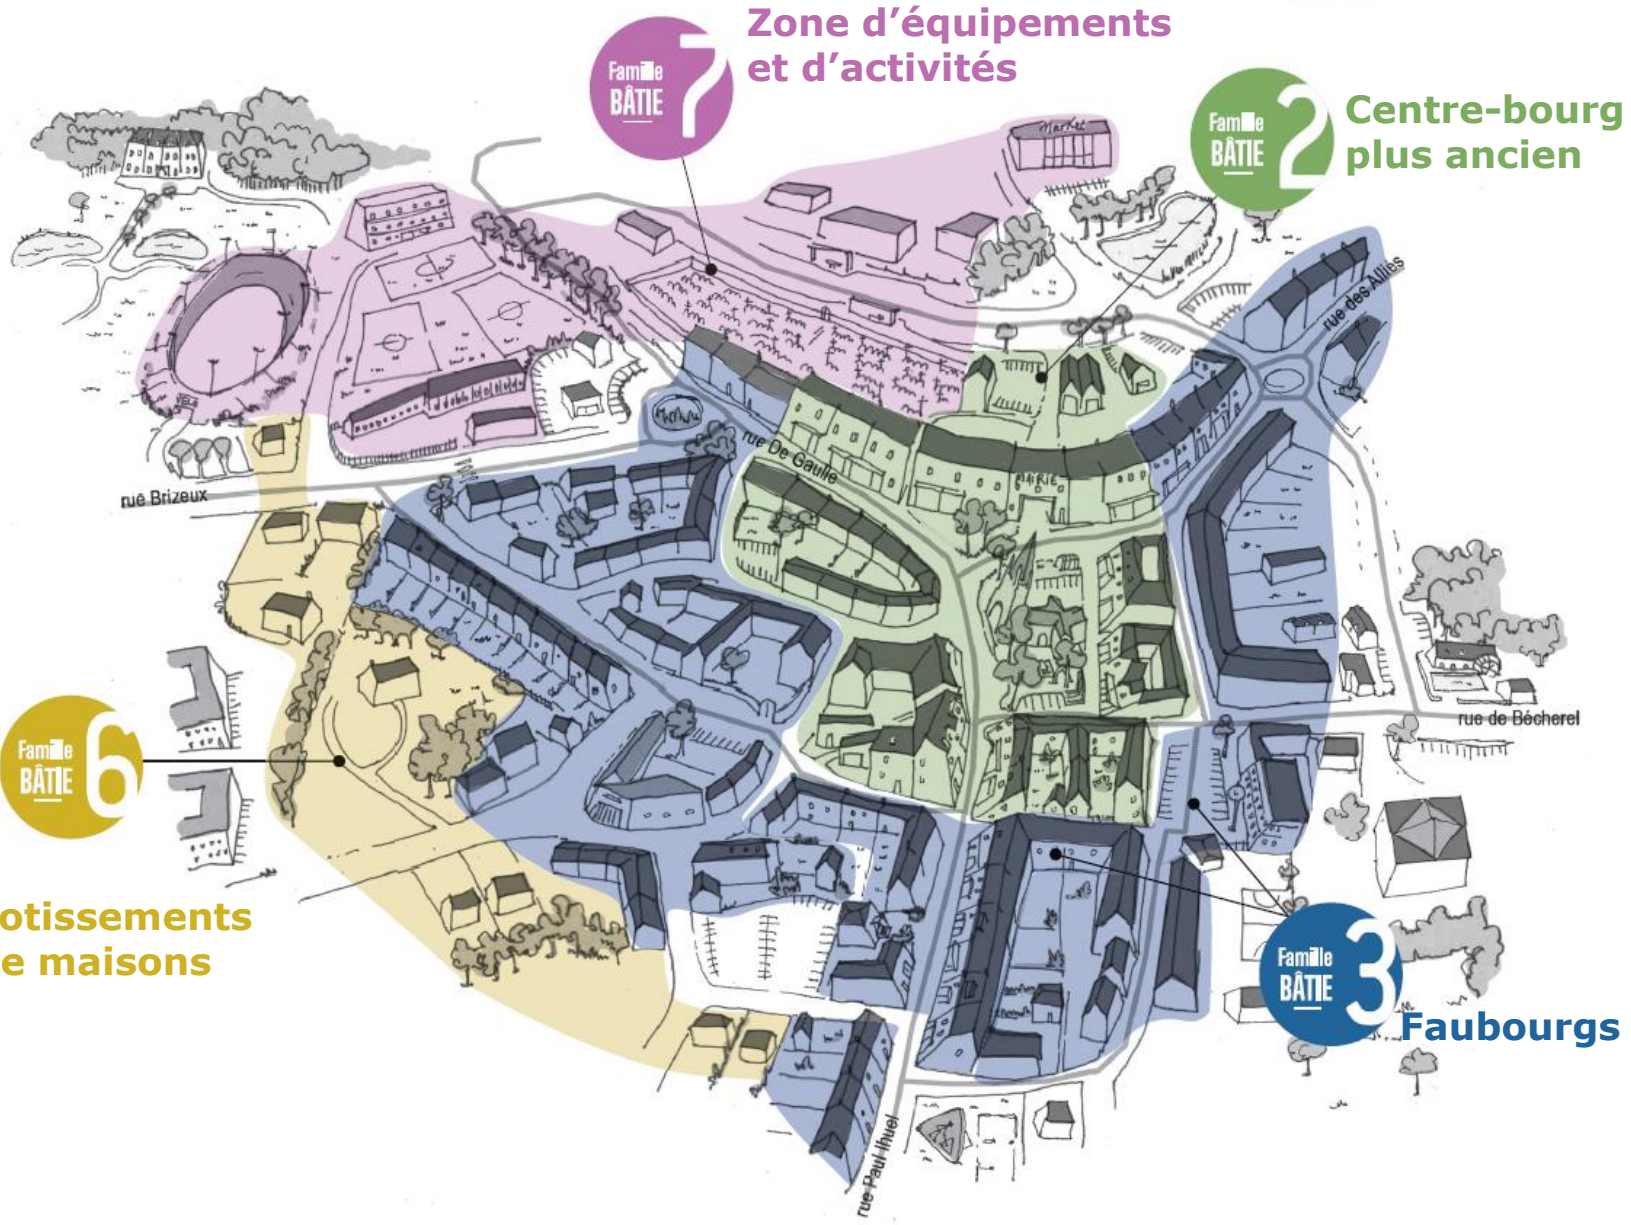 Zone d’équipements
et d’activités
Famille
BÂTIE
7
Famille
BÂTIE
2
Centre-bourg
plus ancien
Market
rue des Alliés
rue De Gaulle
MAIRIE
rue Brizeux
rue de Bécherel
Famille
BÂTIE
6
otissements
e maisons
Famille
BÂTIE
3
Faubourgs
rue Paul Ihuel